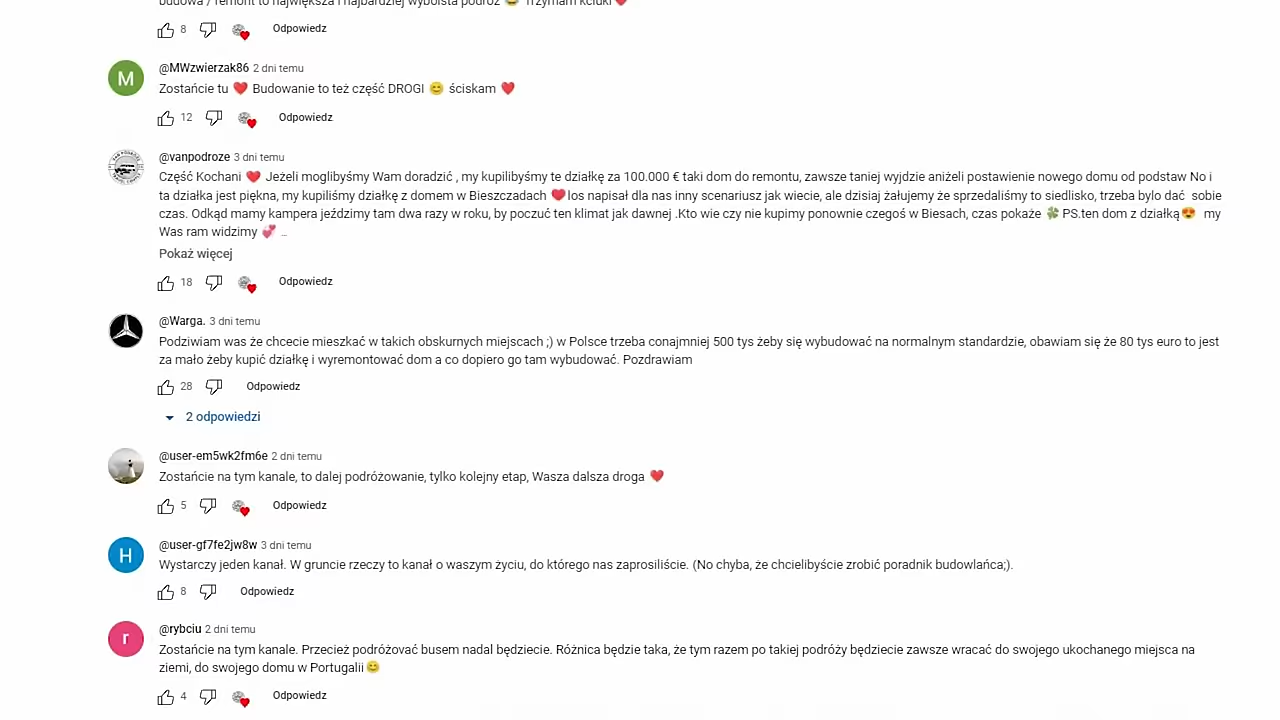 budowa / remont to największa i najbardziej wyboista podróż 😂 Trzymam kciuki❤️
8 Odpowiedz
M
@MWzwierzak86 2 dni temu
Zostańcie tu ❤️ Budowanie to też część DROGI 😊 ściskam ❤️
12 Odpowiedz
@vanpodroze 3 dni temu
Część Kochani ❤️ Jeżeli moglibyśmy Wam doradzić , my kupilibyśmy te działkę za 100.000 € taki dom do remontu, zawsze taniej wyjdzie aniżeli postawienie nowego domu od podstaw No i
ta działka jest piękna, my kupiliśmy działkę z domem w Bieszczadach ❤️los napisał dla nas inny scenariusz jak wiecie, ale dzisiaj żałujemy że sprzedaliśmy to siedlisko, trzeba bylo dać sobie
czas. Odkąd mamy kampera jeździmy tam dwa razy w roku, by poczuć ten klimat jak dawnej .Kto wie czy nie kupimy ponownie czegoś w Biesach, czas pokaże 🍀PS.ten dom z działką😍 my
Was ram widzimy 💞 ...
Pokaż więcej
18 Odpowiedz
@Warga. 3 dni temu
Podziwiam was że chcecie mieszkać w takich obskurnych miejscach ;) w Polsce trzeba conajmniej 500 tys żeby się wybudować na normalnym standardzie, obawiam się że 80 tys euro to jest
za mało żeby kupić działkę i wyremontować dom a co dopiero go tam wybudować. Pozdrawiam
28 Odpowiedz
2 odpowiedzi
@user-em5wk2fm6e 2 dni temu
Zostańcie na tym kanale, to dalej podróżowanie, tylko kolejny etap, Wasza dalsza droga ❤️
5 Odpowiedz
H
@user-gf7fe2jw8w 3 dni temu
Wystarczy jeden kanał. W gruncie rzeczy to kanał o waszym życiu, do którego nas zaprosiliście. (No chyba, że chcielibyście zrobić poradnik budowlańca;).
8 Odpowiedz
r
@rybciu 2 dni temu
Zostańcie na tym kanale. Przecież podróżować busem nadal będziecie. Różnica będzie taka, że tym razem po takiej podróży będziecie zawsze wracać do swojego ukochanego miejsca na
ziemi, do swojego domu w Portugalii😊
4 Odpowiedz